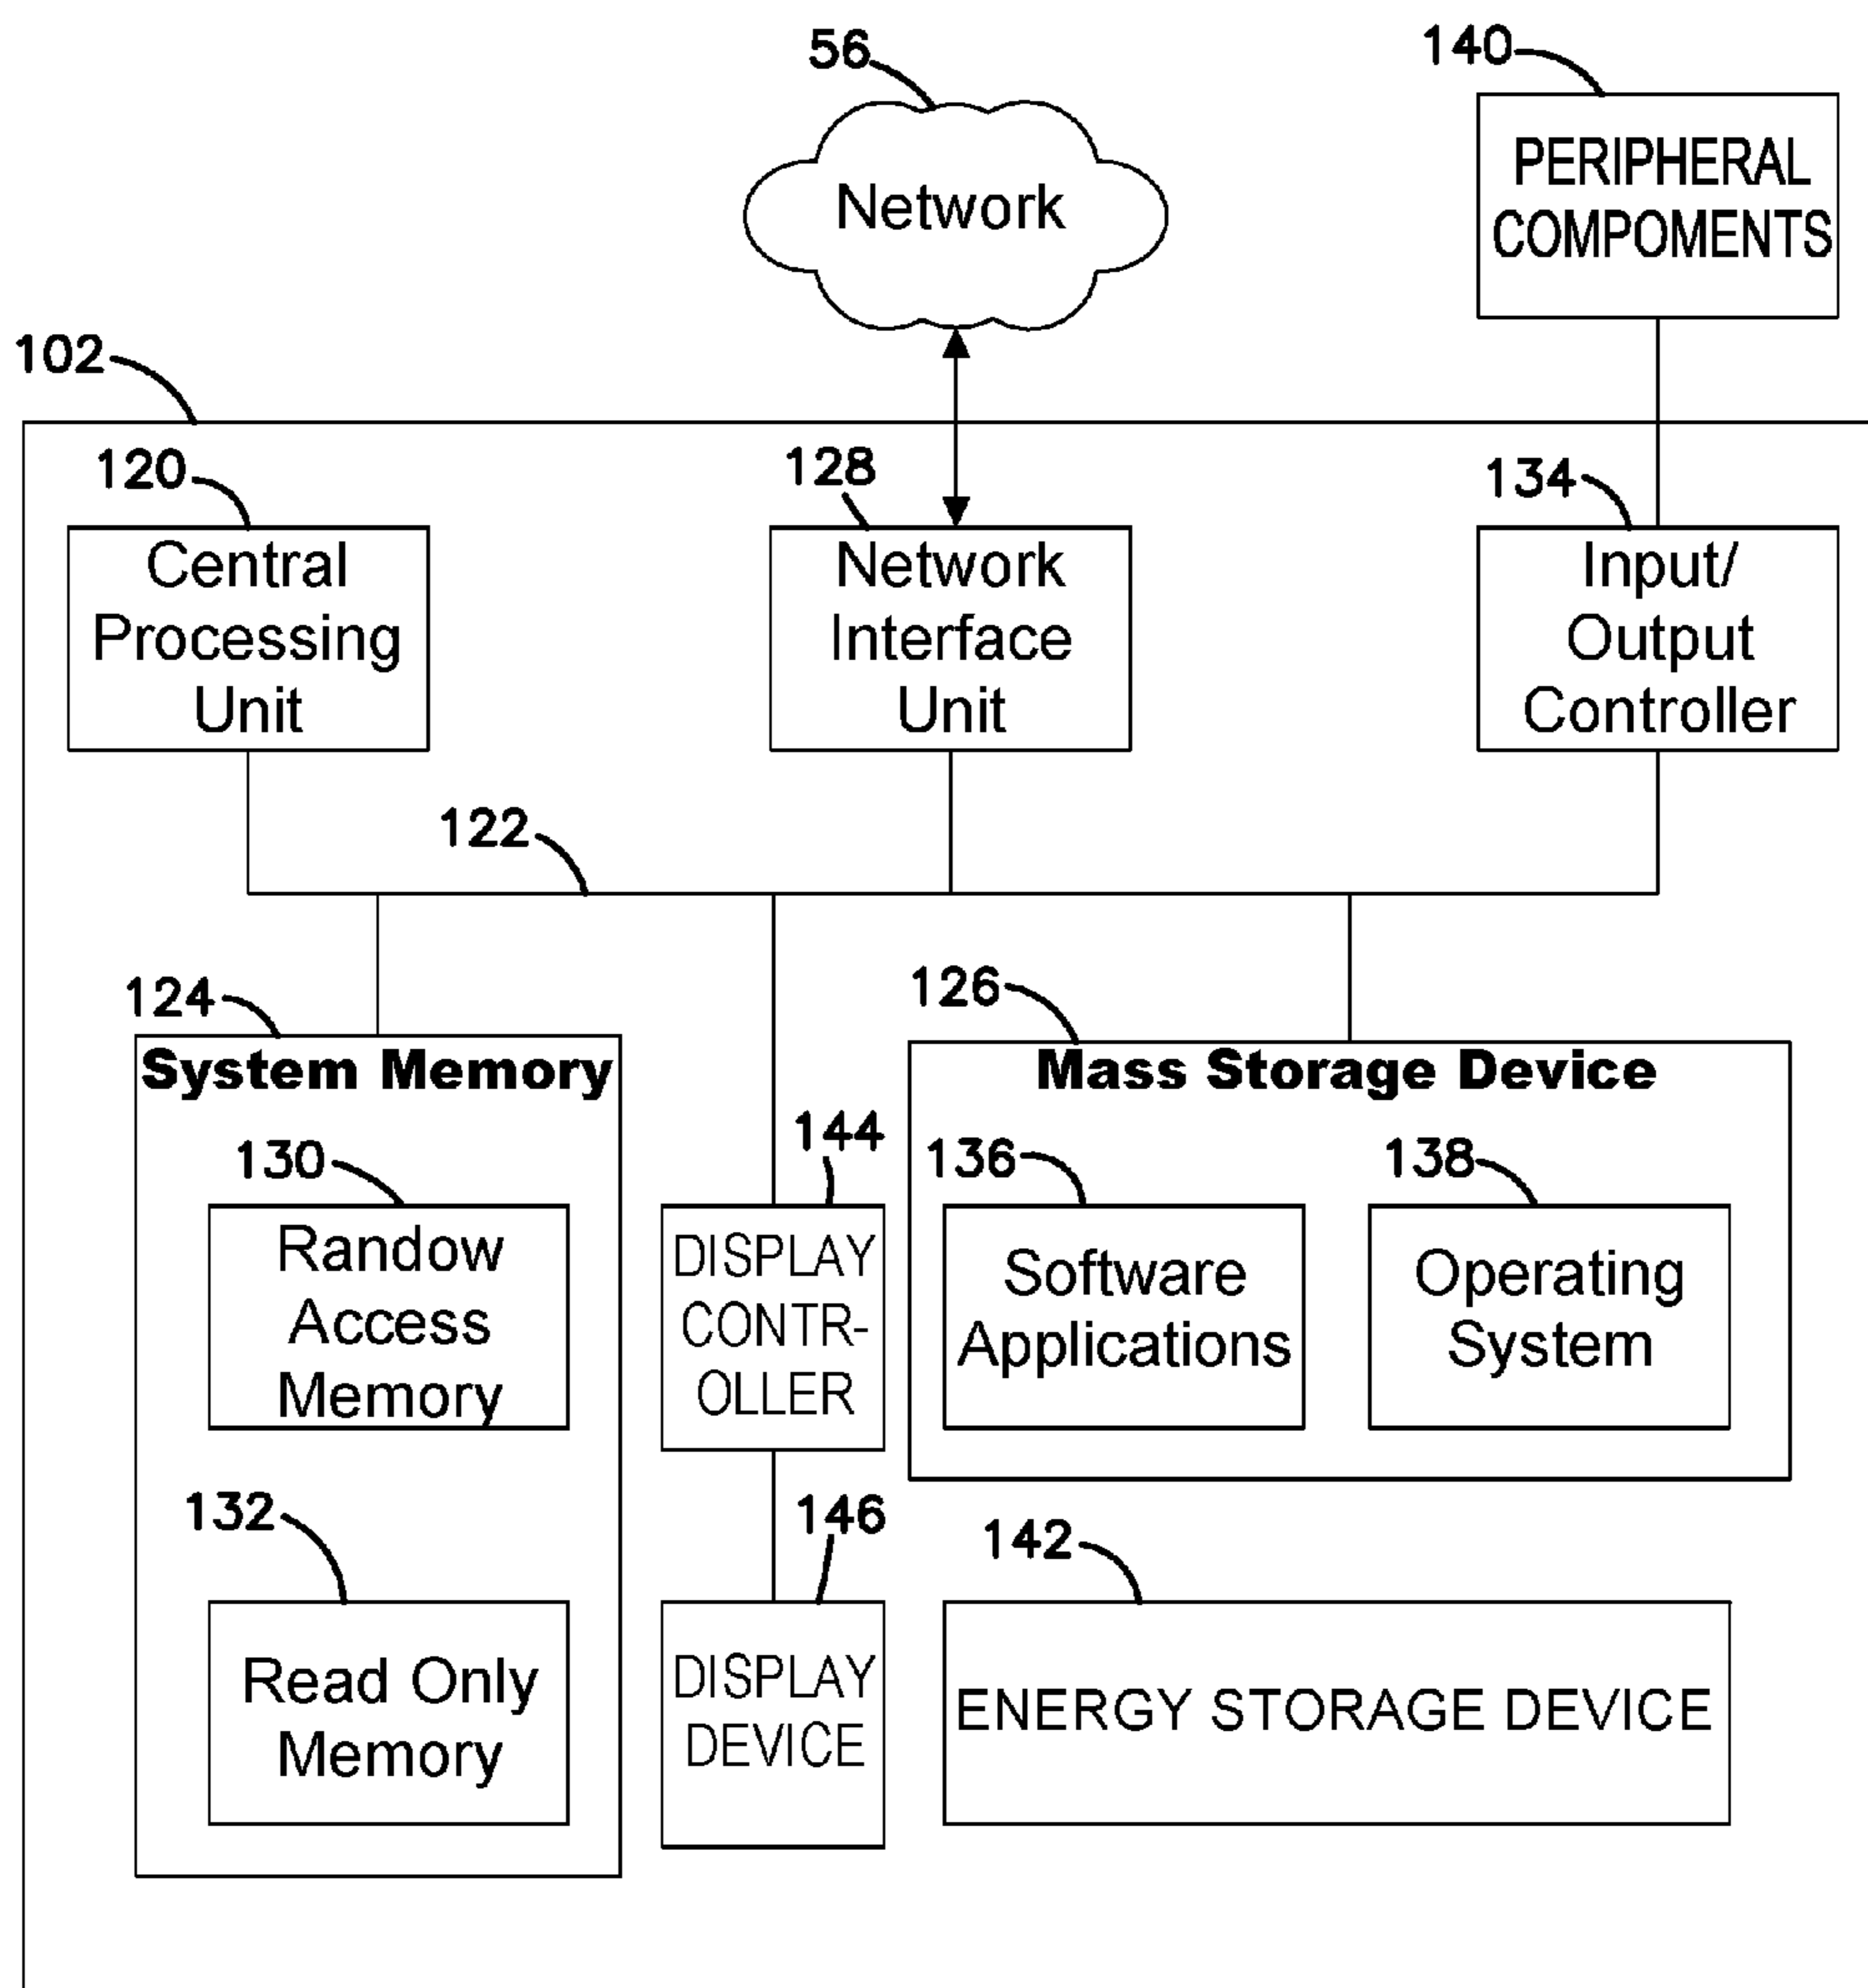 56
140
Network
PERIPHERAL
COMPOMENTS
102
120
128
134
Central
Processing
Unit
Network
Interface
Unit
Input/
Output
Controller
122
124
126
System Memory
Mass Storage Device
130
144
136
138
Randow
Access
Memory
DISPLAY
CONTR-
OLLER
Software
Applications
Operating
System
132
146
142
Read Only
Memory
DISPLAY
DEVICE
ENERGY STORAGE DEVICE